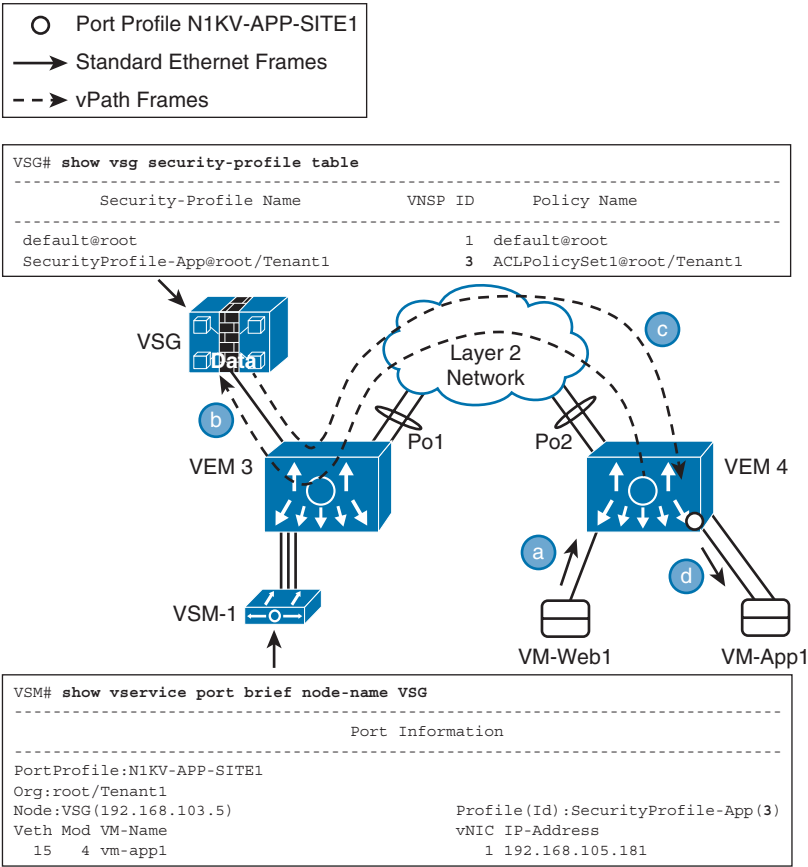 Port Profile N1KV-APP-SITE1
Standard Ethernet Frames
vPath Frames
VSG# show vsg security-profile table
--------------------------------------------------------------------------------
Security-Profile Name VNSP ID Policy Name
--------------------------------------------------------------------------------
default@root 1 default@root
SecurityProfile-App@root/Tenant1 3 ACLPolicySet1@root/Tenant1
c
VSG
Data
Layer 2
Network
b
Po1
Po2
VEM 3
VEM 4
a
d
VSM-1
VM-Web1
VM-App1
VSM# show vservice port brief node-name VSG
--------------------------------------------------------------------------------
Port Information
--------------------------------------------------------------------------------
PortProfile:N1KV-APP-SITE1
Org:root/Tenant1
Node:VSG(192.168.103.5) Profile(Id):SecurityProfile-App(3)
Veth Mod VM-Name vNIC IP-Address
15 4 vm-app1 1 192.168.105.181